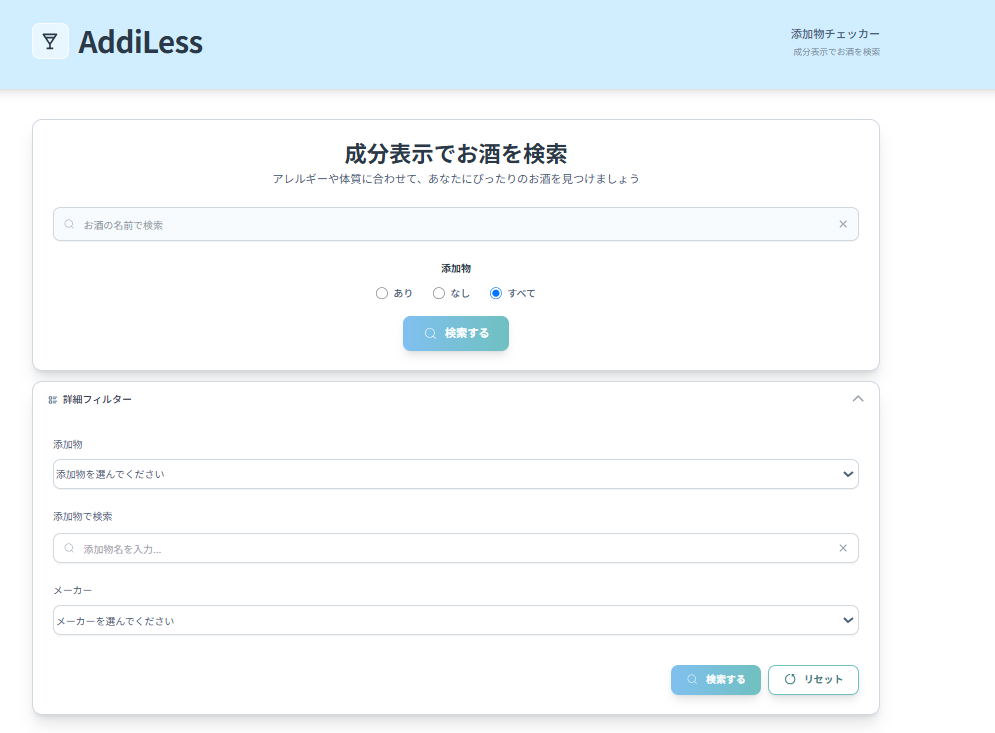 AddiLess
添加物チェッカー
成分表示でお酒を検索
成分表示でお酒を検索
アレルギーや体質に合わせて、あなたにぴったりのお酒を見つけましょう
お酒の名前で検索
添加物
あり なし すべて
検索する
詳細フィルター
添加物
添加物を選んでください
添加物で検索
添加物名を入力...
メーカー
メーカーを選んでください
検索する リセット